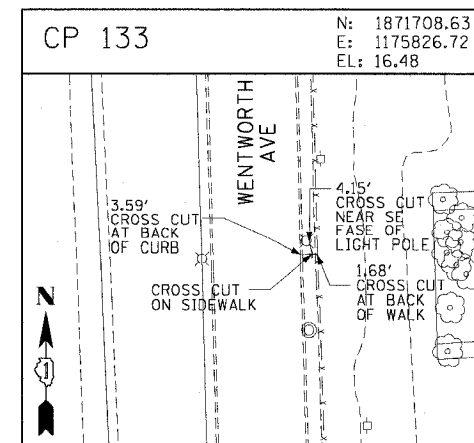 CP 133
N: 1871708.63
E: 1175826.72
EL: 16.48
WENTWORTH
AVE
3.59'
CROSS CUT
AT BACK
OF CURB
4.15'
CROSS CUT
NEAR SE
FASE OF
LIGHT POLE
CROSS CUT
ON SIDEWALK
1.68'
CROSS CUT
AT BACK
OF WALK
N
1